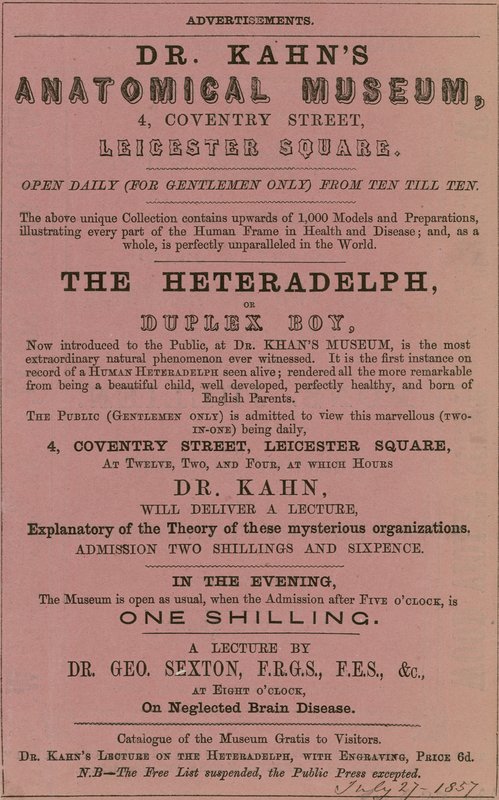 ADVERTISEMENTS.
DR. KAHN'S
ANATOMICAL MUSEUM,
4, COVENTRY STREET,
LEICESTER SQUARE.
OPEN DAILY (FOR GENTLEMEN ONLY) FROM TEN TILL TEN.
The above unique Collection contains upwards of 1,000 Models and Preparations,
illustrating every part of the Human Frame in Health and Disease; and, as a
whole, is perfectly unparalleled in the World.
THE HETERADELPH,
OR
DUPLEX BOY,
Now introduced to the Public, at DR. KHAN'S MUSEUM, is the most
extraordinary natural phenomenon ever witnessed. It is the first instance on
record of a HUMAN HETERADELPH seen alive; rendered all the more remarkable
from being a beautiful child, well developed, perfectly healthy, and born of
English Parents.
THE PUBLIC (GENTLEMEN ONLY) is admitted to view this marvellous (TWO-
IN-ONE) being daily,
4, COVENTRY STREET, LEICESTER SQUARE,
AT TWELVE, TWO, AND FOUR, AT WHICH HOURS
DR. KAHN,
WILL DELIVER A LECTURE,
Explanatory of the Theory of these mysterious organizations.
ADMISSION TWO SHILLINGS AND SIXPENCE.
IN THE EVENING,
The Museum is open as usual, when the Admission after FIVE O'CLOCK, is
ONE SHILLING.
A LECTURE BY
DR. GEO. SEXTON, F.R.G.S., F.E.S., &c.,
AT EIGHT O'CLOCK,
On Neglected Brain Disease.
Catalogue of the Museum Gratis to Visitors.
DR. KAHN'S LECTURE ON THE HETERADELPH, WITH ENGRAVING, PRICE 6d.
N.B—The Free List suspended, the Public Press excepted.
July 27 - 1857